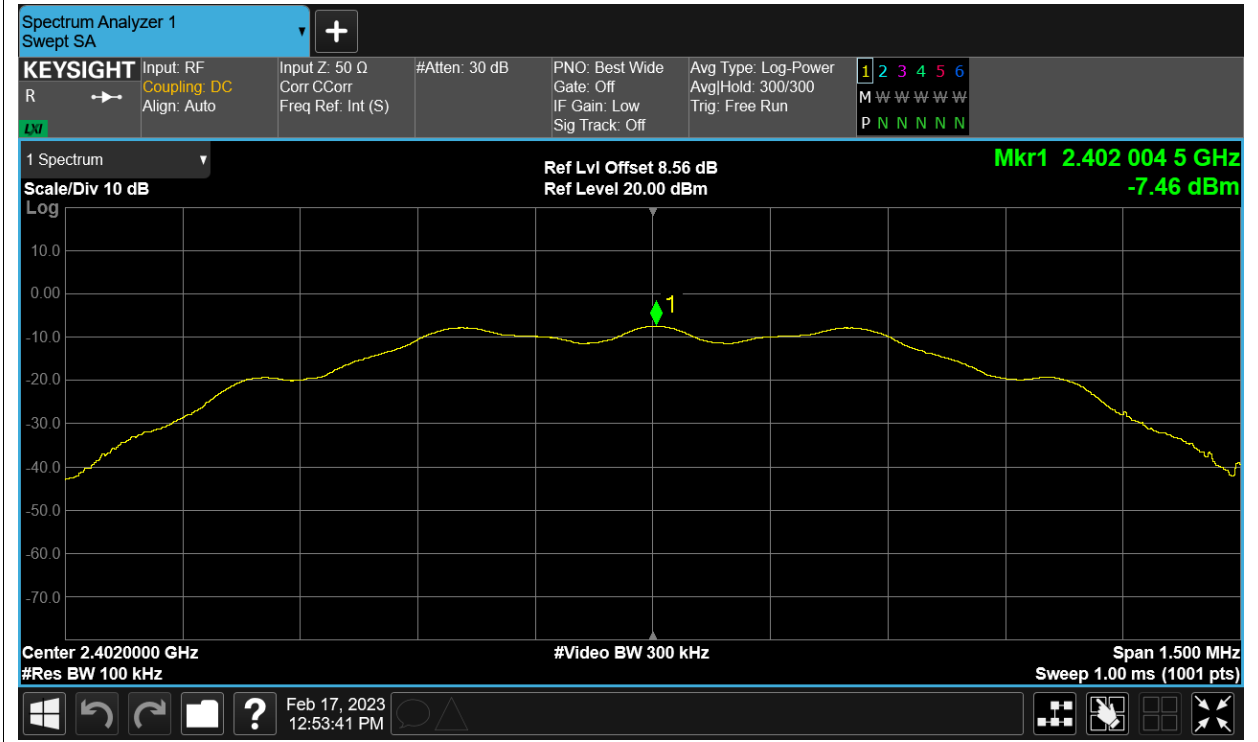 Spectrum Analyzer 1
Swept SA
+
KEYSIGHT
R
LXI
Input: RF
Coupling: DC
Align: Auto
Input Z: 50 Ω
Corr CCorr
Freq Ref: Int (S)
#Atten: 30 dB
PNO: Best Wide
Gate: Off
IF Gain: Low
Sig Track: Off
Avg Type: Log-Power
Avg|Hold: 300/300
Trig: Free Run
1 2 3 4 5 6
M W W W W W
P N N N N N
1 Spectrum
Scale/Div 10 dB
Log
Ref Lvl Offset 8.56 dB
Ref Level 20.00 dBm
Mkr1 2.402 004 5 GHz
-7.46 dBm
10.0
0.00
-10.0
-20.0
-30.0
-40.0
-50.0
-60.0
-70.0
1
Center 2.4020000 GHz
#Res BW 100 kHz
#Video BW 300 kHz
Span 1.500 MHz
Sweep 1.00 ms (1001 pts)
?
Feb 17, 2023
12:53:41 PM